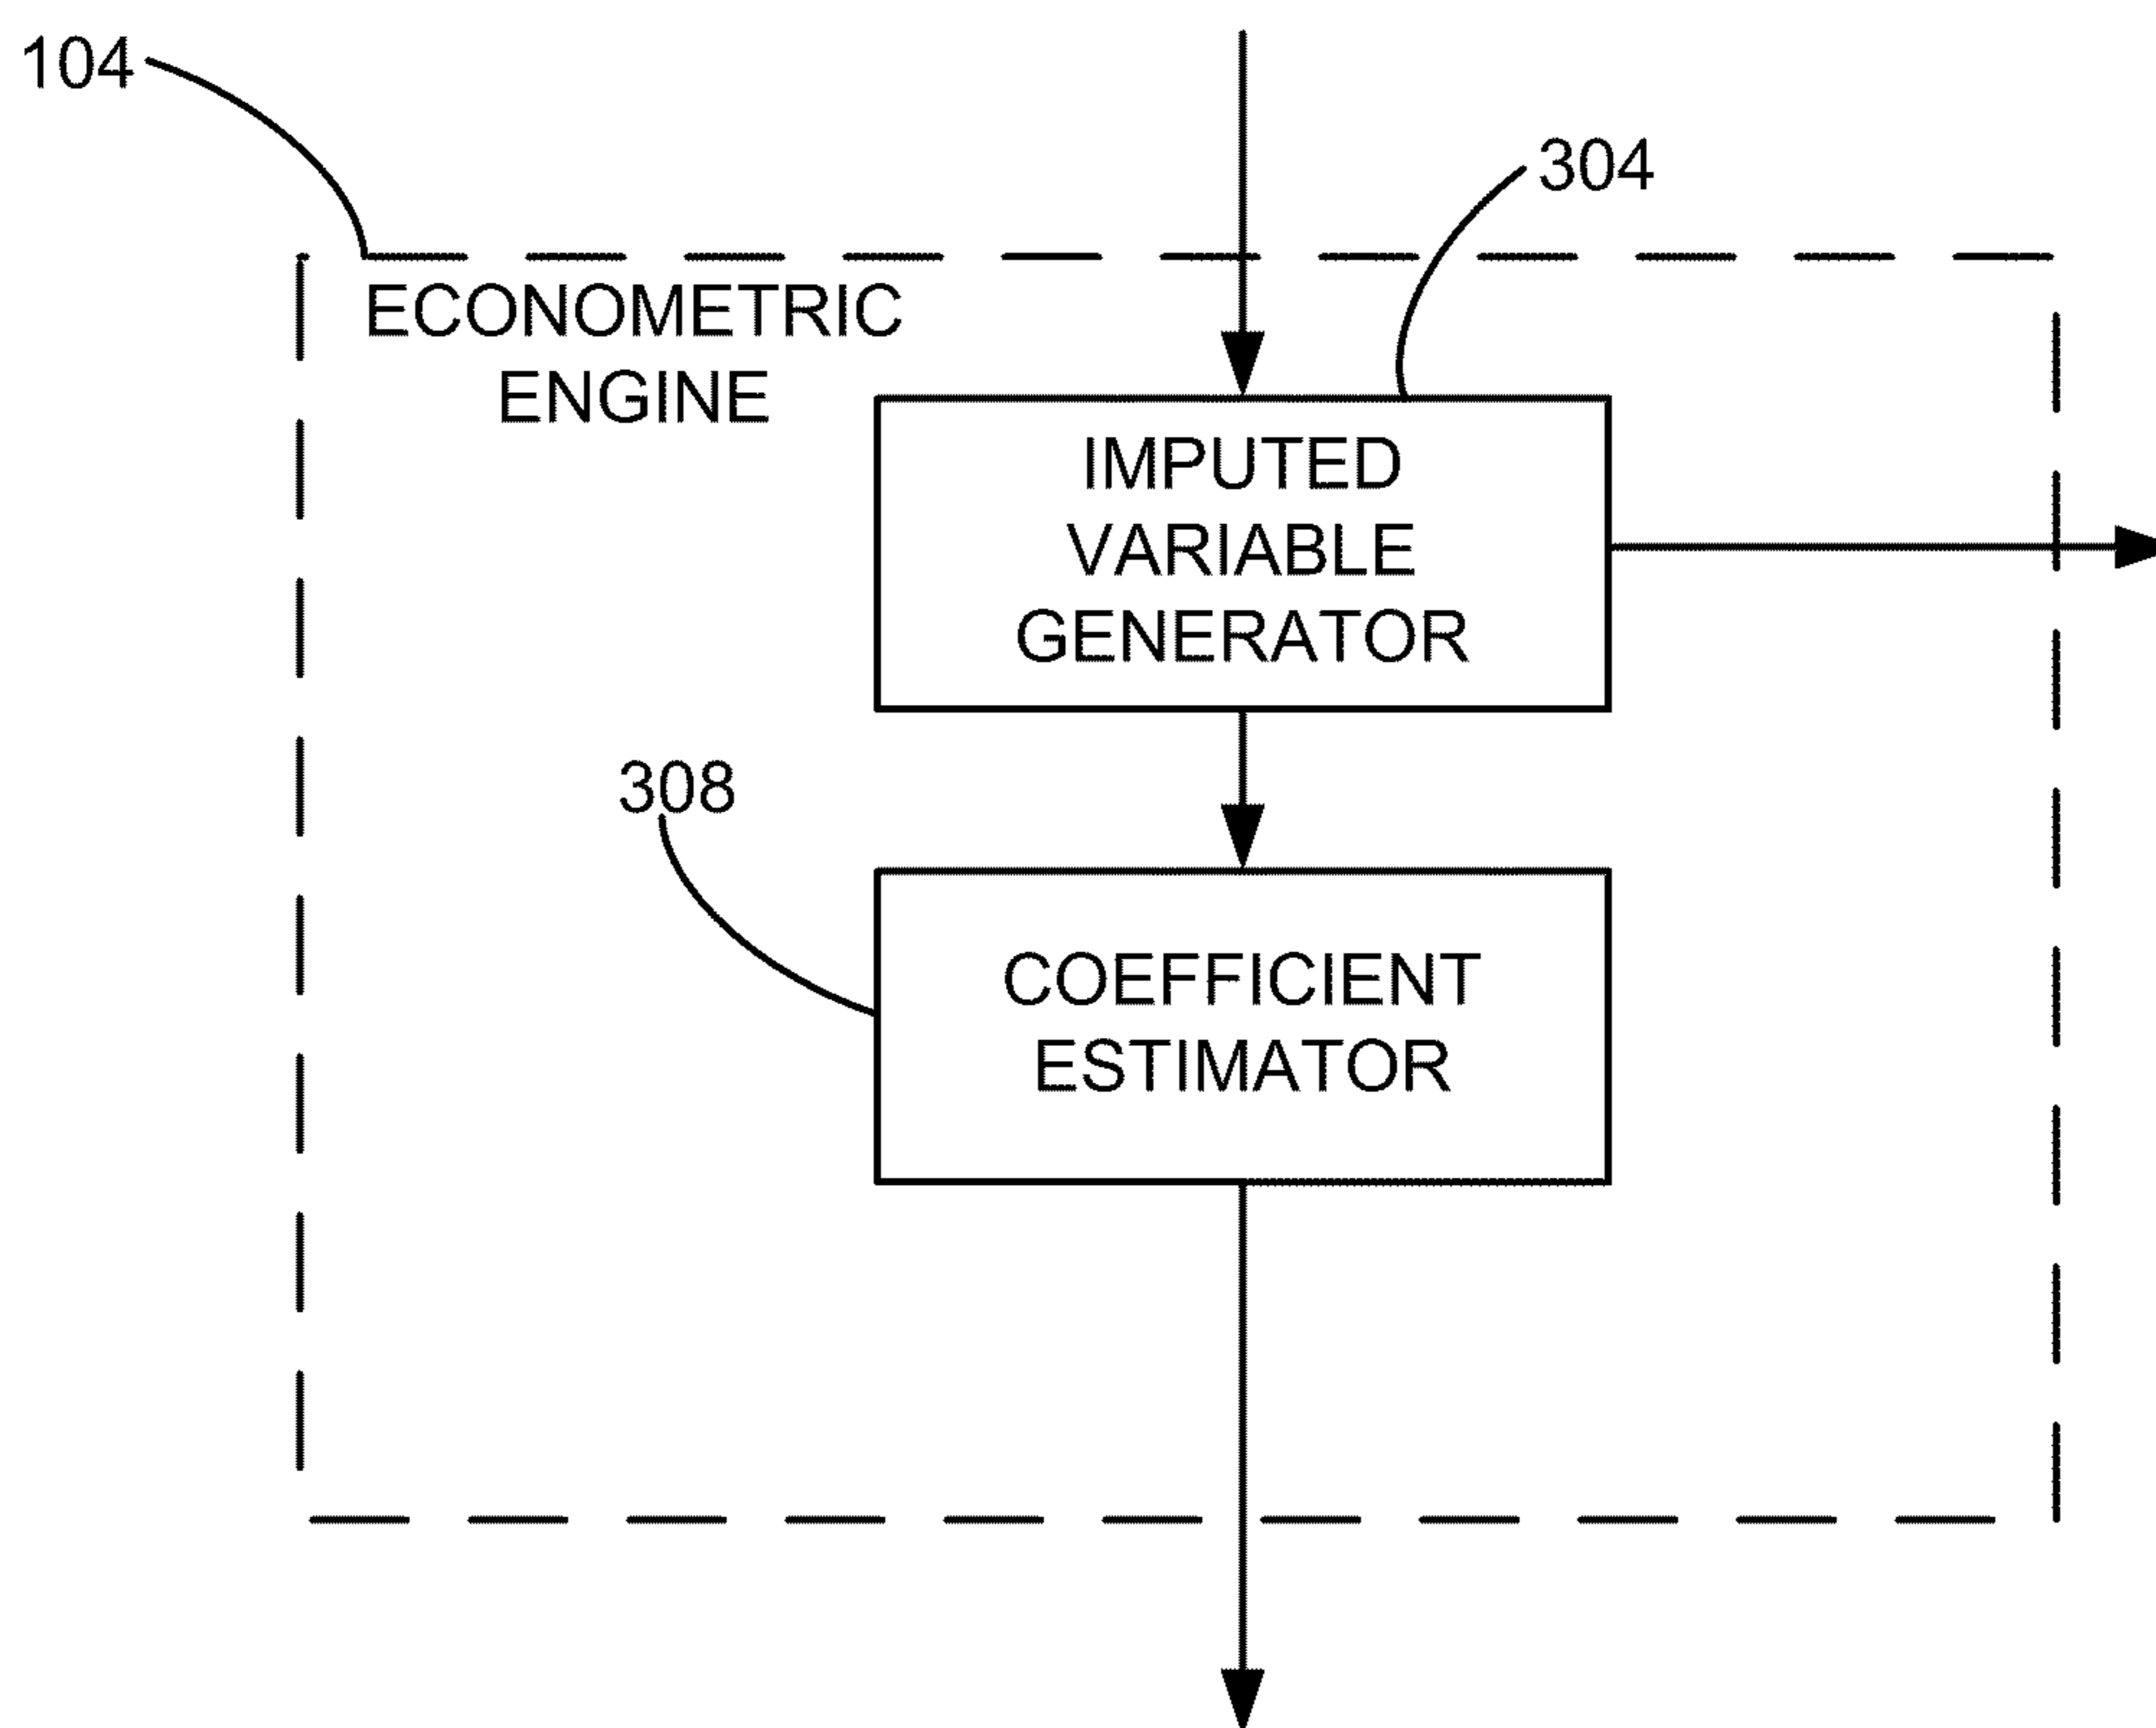 104
304
ECONOMETRIC
ENGINE
IMPUTED
VARIABLE
GENERATOR
308
COEFFICIENT
ESTIMATOR